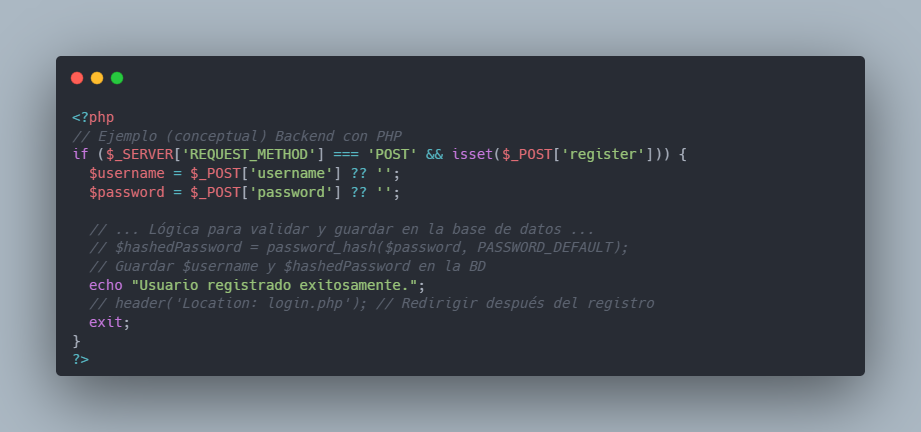 <?php
// Ejemplo (conceptual) Backend con PHP
if ($_SERVER['REQUEST_METHOD'] === 'POST' && isset($_POST['register'])) {
  $username = $_POST['username'] ?? '';
  $password = $_POST['password'] ?? '';

  // ... Lógica para validar y guardar en la base de datos ...
  // $hashedPassword = password_hash($password, PASSWORD_DEFAULT);
  // Guardar $username y $hashedPassword en la BD
  echo "Usuario registrado exitosamente.";
  // header('Location: login.php'); // Redirigir después del registro
  exit;
}
?>